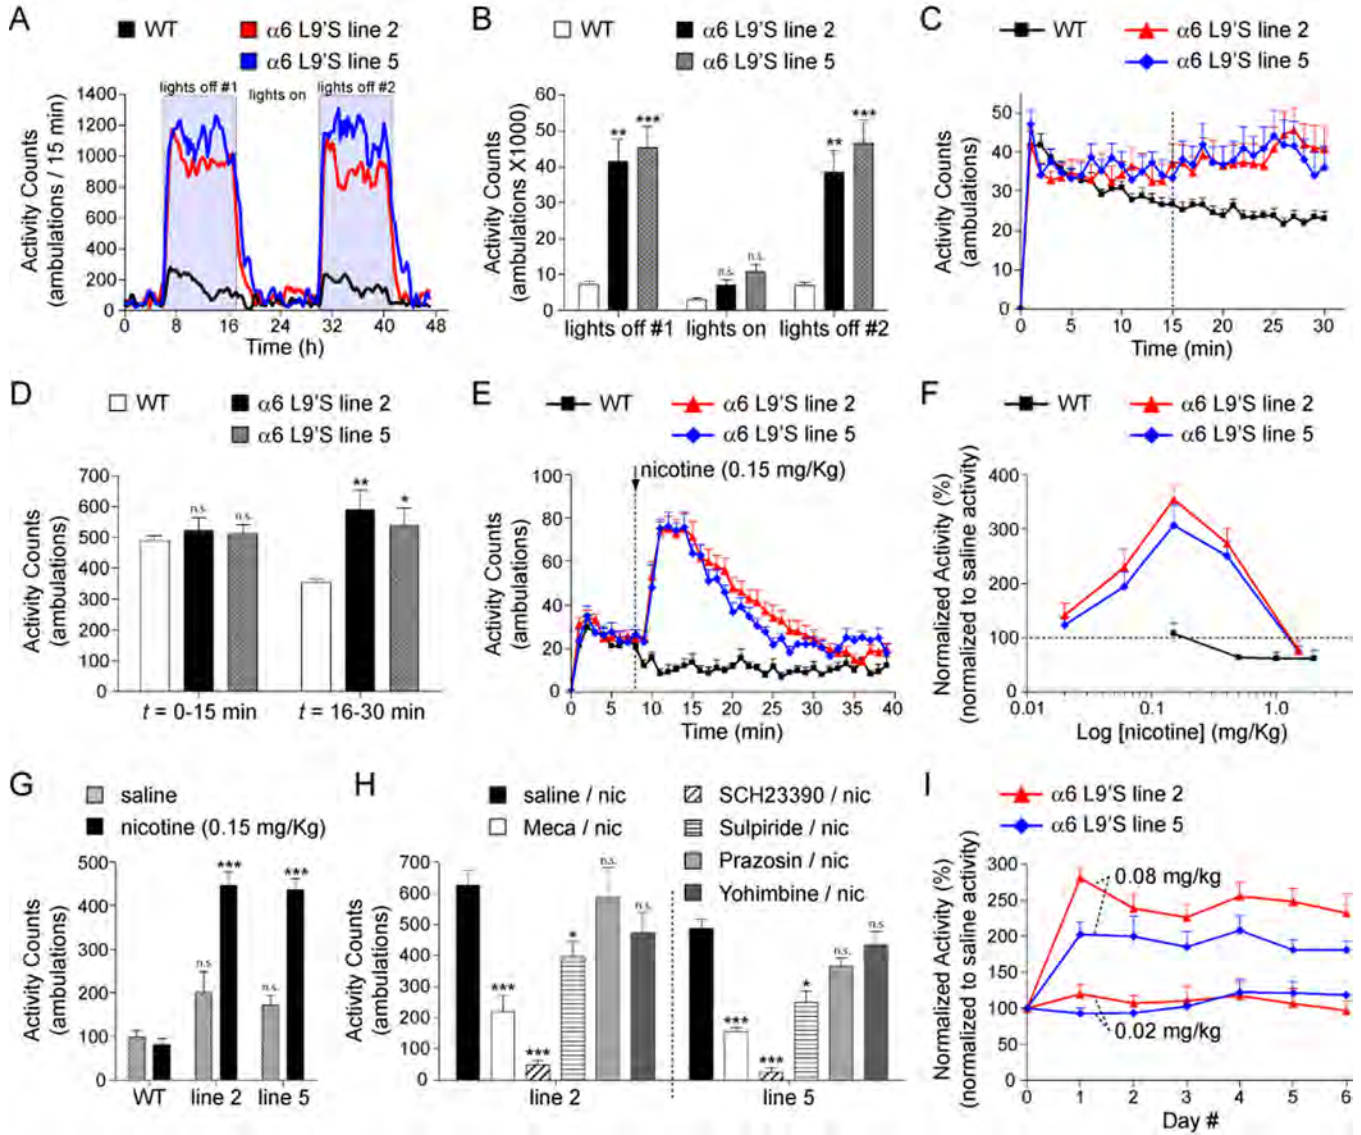 A
WT
α6 L9'S line 2
α6 L9'S line 5
lights off #1
lights on
lights off #2
1400
1200
1000
800
600
400
200
0
Activity Counts
(ambulations / 15 min)
0 8 16 24 32 40 48
Time (h)
B
WT
α6 L9'S line 2
α6 L9'S line 5
60
50
40
30
20
10
0
Activity Counts
(ambulations X1000)
** ***
n.s. n.s.
** ***
lights off #1 lights on lights off #2
C
WT
α6 L9'S line 2
α6 L9'S line 5
50
40
30
20
10
0
Activity Counts
(ambulations)
0 5 10 15 20 25 30
Time (min)
D
WT
α6 L9'S line 2
α6 L9'S line 5
700
600
500
400
300
200
100
0
Activity Counts
(ambulations)
n.s. n.s.
** *
t = 0-15 min t = 16-30 min
E
WT
α6 L9'S line 2
α6 L9'S line 5
nicotine (0.15 mg/Kg)
100
80
60
40
20
0
Activity Counts
(ambulations)
0 5 10 15 20 25 30 35 40
Time (min)
F
WT
α6 L9'S line 2
α6 L9'S line 5
400
300
200
100
0
Normalized Activity (%)
(normalized to saline activity)
0.01 0.1 1.0
Log [nicotine] (mg/Kg)
G
saline
nicotine (0.15 mg/Kg)
500
400
300
200
100
0
Activity Counts
(ambulations)
n.s. ***
n.s. ***
WT line 2 line 5
H
saline / nic
Meca / nic
SCH23390 / nic
Sulpiride / nic
Prazosin / nic
Yohimbine / nic
700
600
500
400
300
200
100
0
Activity Counts
(ambulations)
*** *** * n.s. n.s.
*** *** * n.s. n.s.
line 2 line 5
I
α6 L9'S line 2
α6 L9'S line 5
300
250
200
150
100
50
0
Normalized Activity (%)
(normalized to saline activity)
0.08 mg/kg
0.02 mg/kg
0 1 2 3 4 5 6
Day #